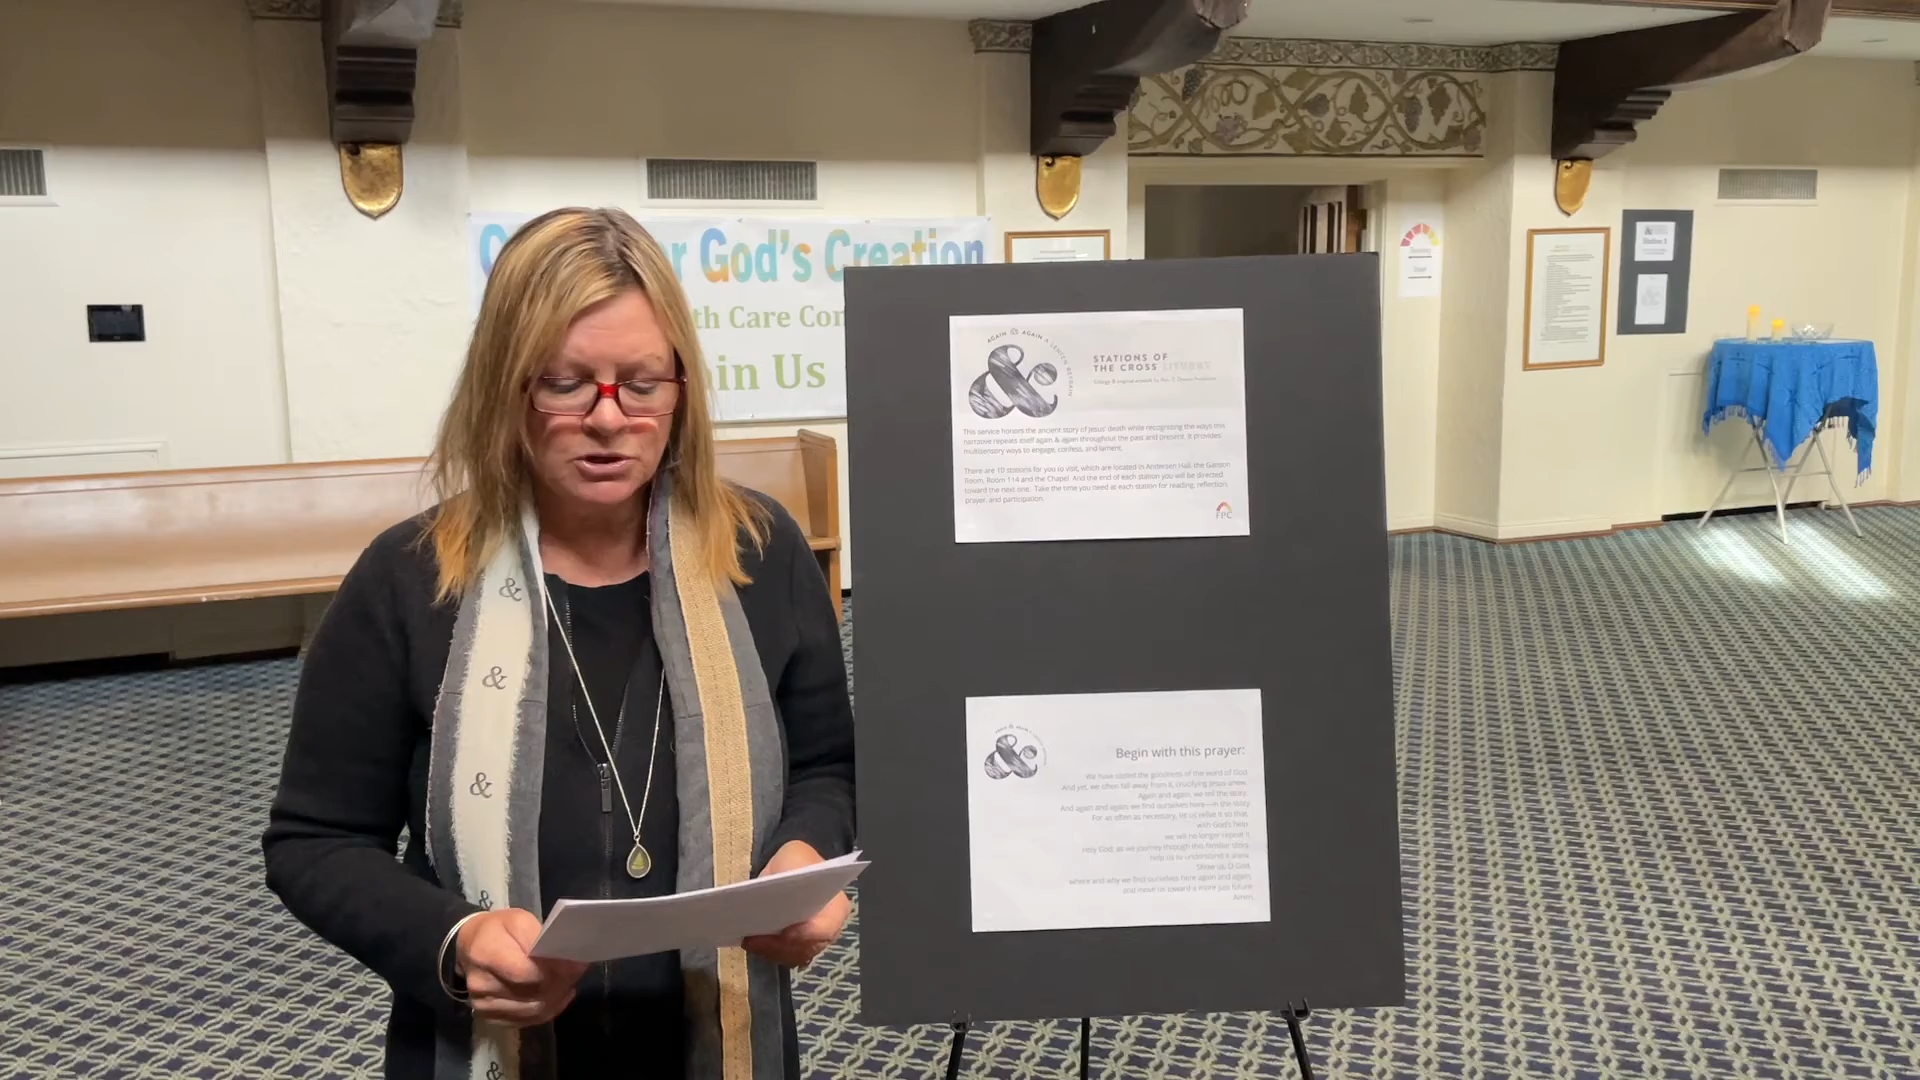 God's Creation
th Care Con
in Us
AGAIN & AGAIN A LENTEN REFRAIN
&
STATIONS OF
THE CROSS LITURGY
This service honors the ancient story of Jesus' death while recognizing the ways this
narrative repeats itself again & again throughout the past and present. It provides
multisensory ways to engage, confess, and lament.
There are 10 stations for you to visit, which are located in Andersen Hall, the Ganson
Room, Room 114 and the Chapel. And the end of each station you will be directed
toward the next one. Take the time you need at each station for reading, reflection,
prayer, and participation.
FPC
&
Begin with this prayer:
We have tasted the goodness of the word of God.
And yet, we often fall away from it, crucifying Jesus anew.
Again and again, we tell the story.
And again and again, we find ourselves here—in the story
For as often as necessary, let us relive it so that,
with God's help,
we will no longer repeat it.
Holy God, as we journey through this familiar story,
help us to understand it anew.
Show us, O God,
where and why we find ourselves here again and again,
and move us toward a more just future.
Amen.
&
&
&
&
&